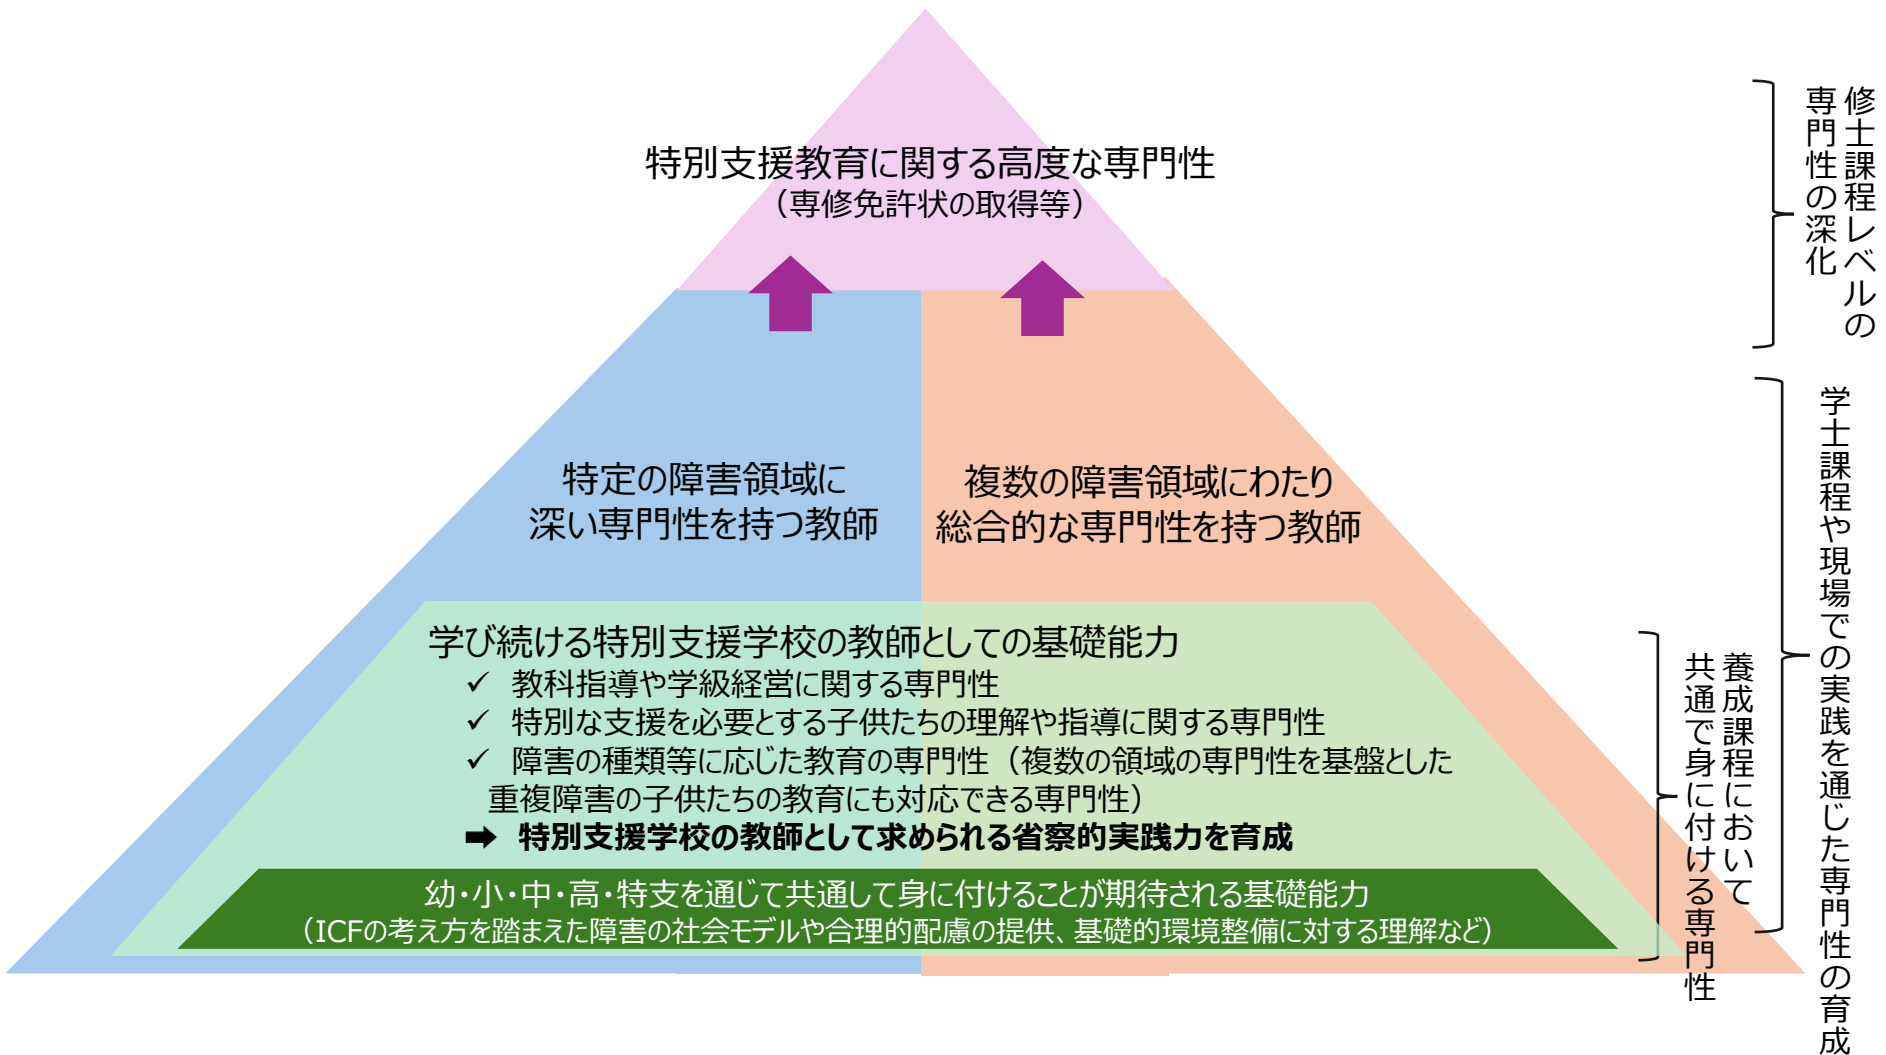 特別支援教育に関する高度な専門性
（専修免許状の取得等）
修士課程レベルの
専門性の深化
特定の障害領域に
深い専門性を持つ教師
複数の障害領域にわたり
総合的な専門性を持つ教師
学士課程や現場での実践を通じた専門性の育成
学び続ける特別支援学校の教師としての基礎能力
✓ 教科指導や学級経営に関する専門性
✓ 特別な支援を必要とする子供たちの理解や指導に関する専門性
✓ 障害の種類等に応じた教育の専門性（複数の領域の専門性を基盤とした
重複障害の子供たちの教育にも対応できる専門性）
➡ 特別支援学校の教師として求められる省察的実践力を育成
養成課程において
共通で身に付ける専門性
幼・小・中・高・特支を通じて共通して身に付けることが期待される基礎能力
（ICFの考え方を踏まえた障害の社会モデルや合理的配慮の提供、基礎的環境整備に対する理解など）